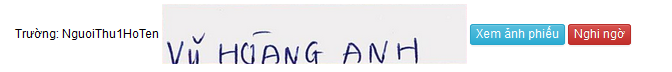 Trường: NguoiThu1HoTen VŨ HOÀNG ANH Xem ảnh phiếu Nghi ngờ